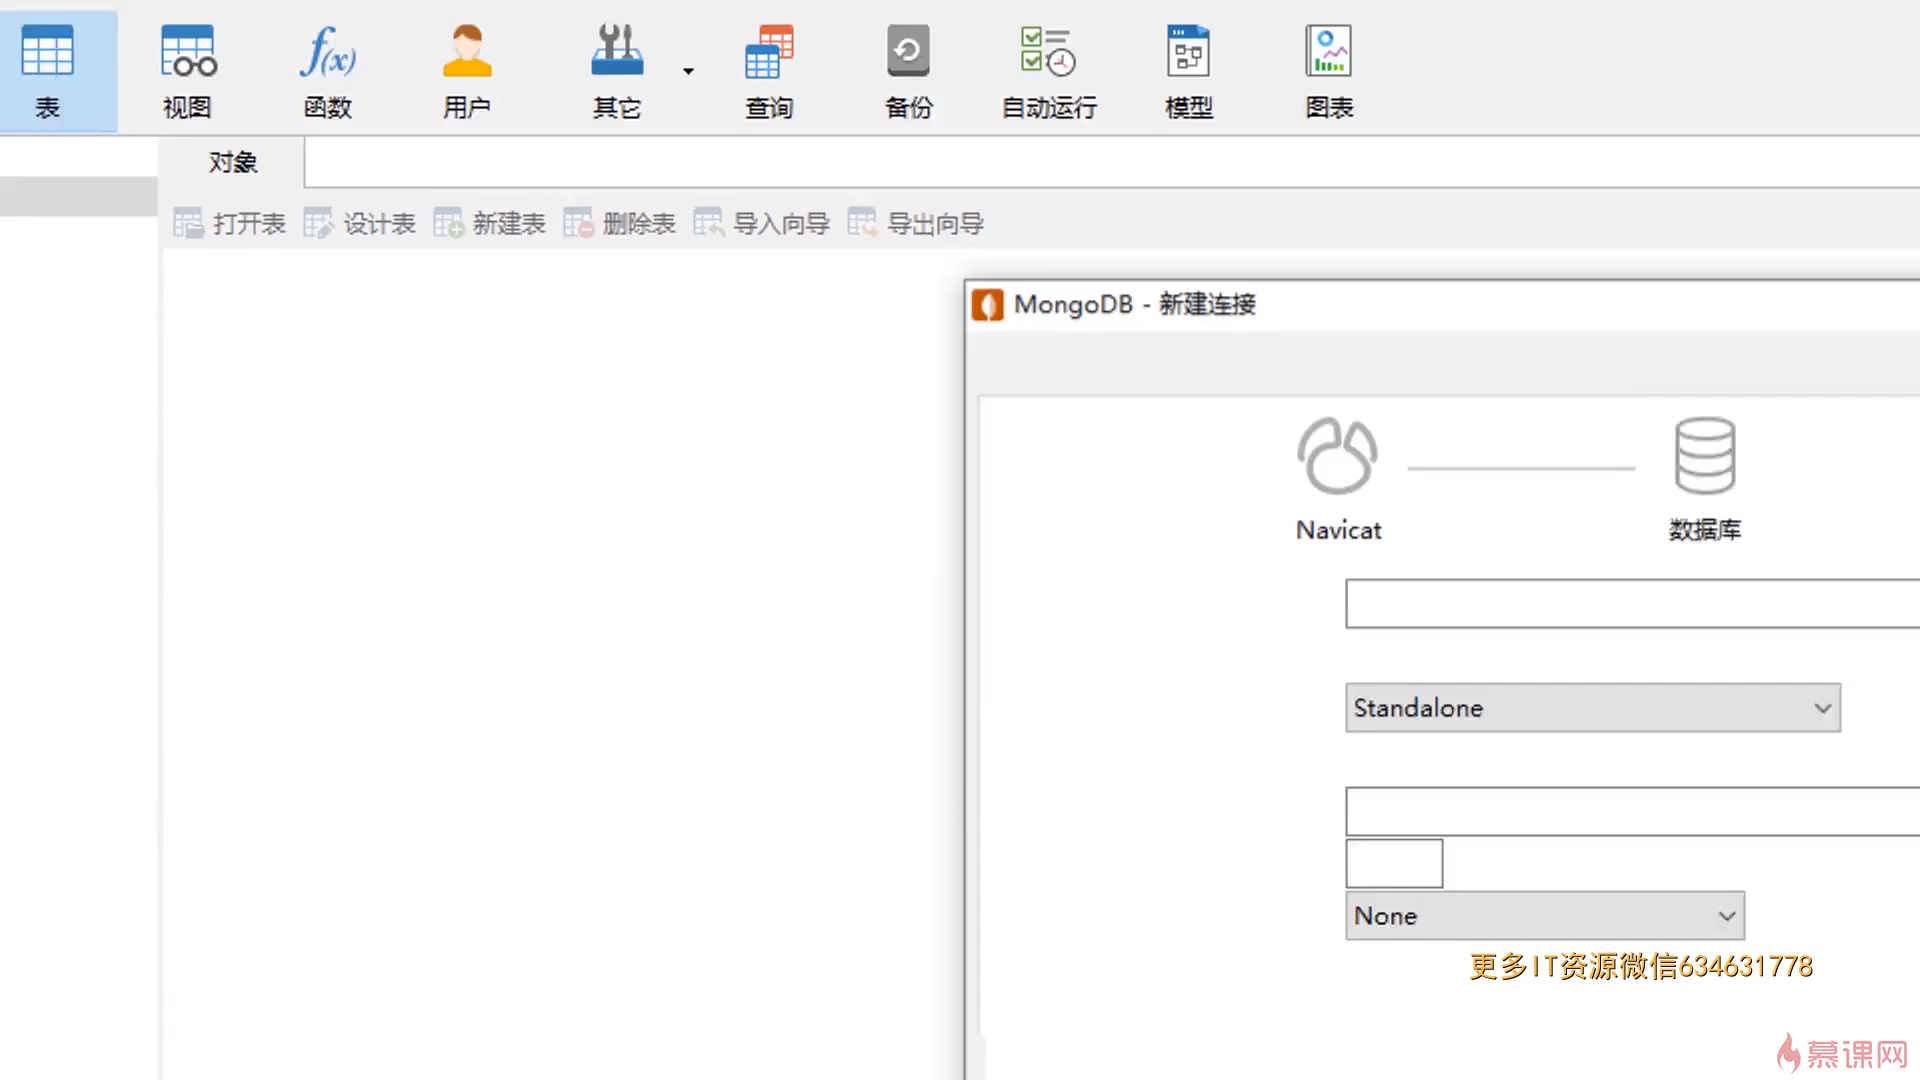 表
视图
函数
用户
其它
查询
备份
自动运行
模型
图表
对象
打开表
设计表
新建表
删除表
导入向导
导出向导
MongoDB - 新建连接
Navicat
数据库
Standalone
None
更多IT资源微信634631778
慕课网